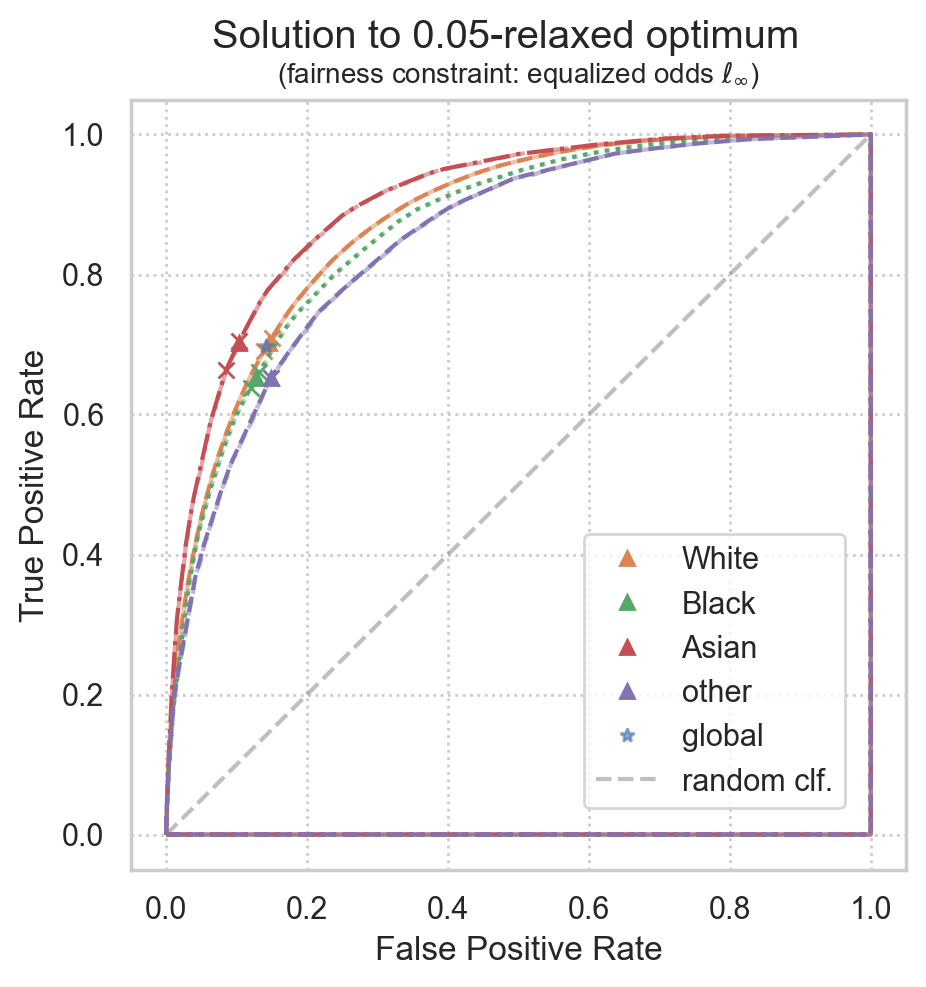 Solution to 0.05-relaxed optimum
(fairness constraint: equalized odds ℓ∞)
True Positive Rate
1.0
0.8
0.6
0.4
0.2
0.0
White
Black
Asian
other
global
random clf.
0.0 0.2 0.4 0.6 0.8 1.0
False Positive Rate